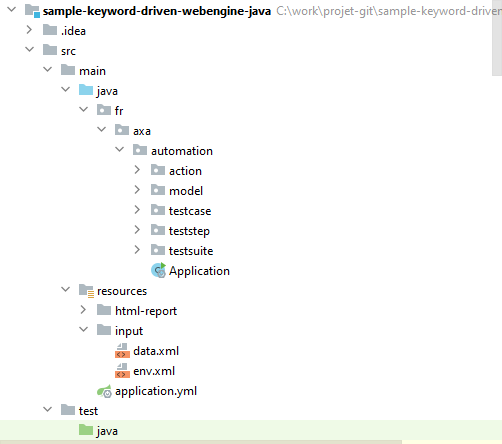 sample-keyword-driven-webengine-java C:\work\projet-git\sample-keyword-driven
.idea
src
main
java
fr
axa
automation
action
model
testcase
teststep
testsuite
Application
resources
html-report
input
data.xml
env.xml
application.yml
test
java